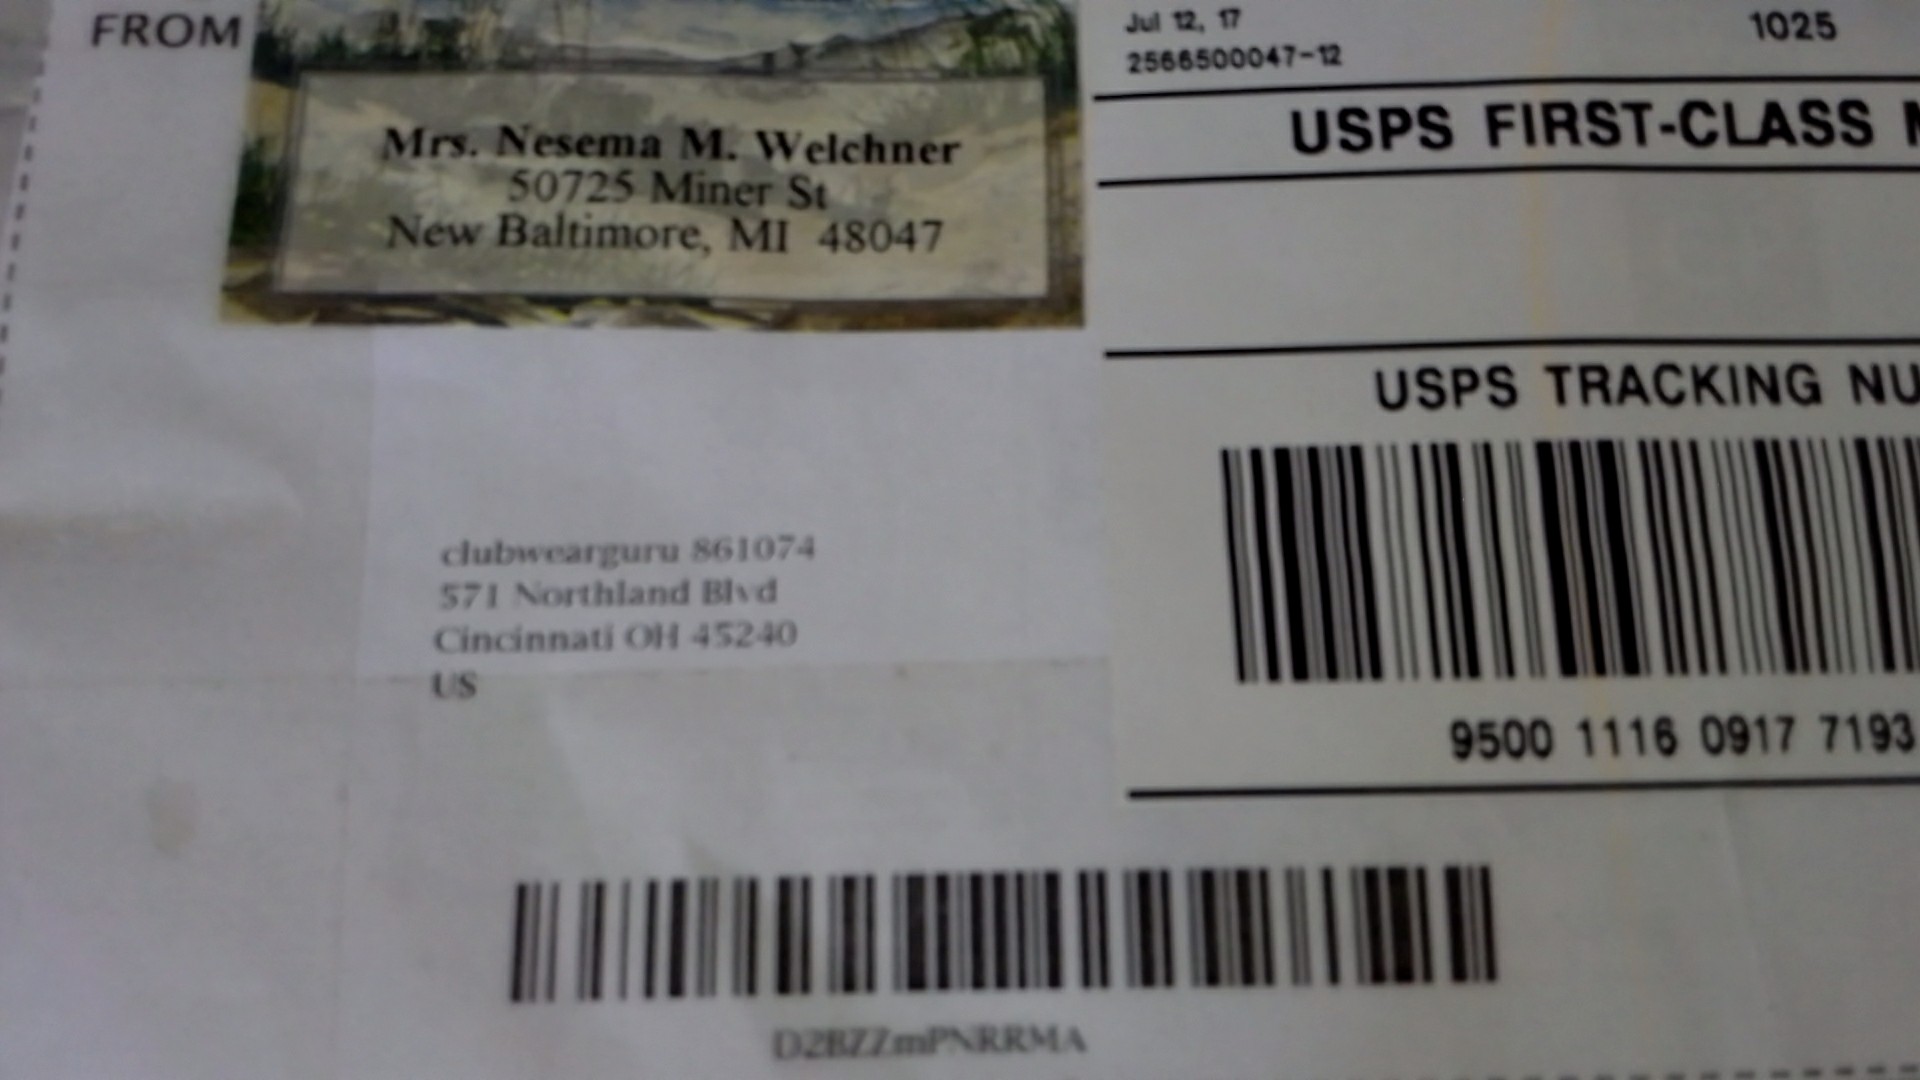 FROM
Mrs. Nesema M. Welchner
50725 Miner St
New Baltimore, MI 48047
Jul 12, 17
2566500047-12
1025
USPS FIRST-CLASS
USPS TRACKING NU
9500 1116 0917 7193
clubwearguru 861074
571 Northland Blvd
Cincinnati OH 45240
US
D2BZZmPNRRMA